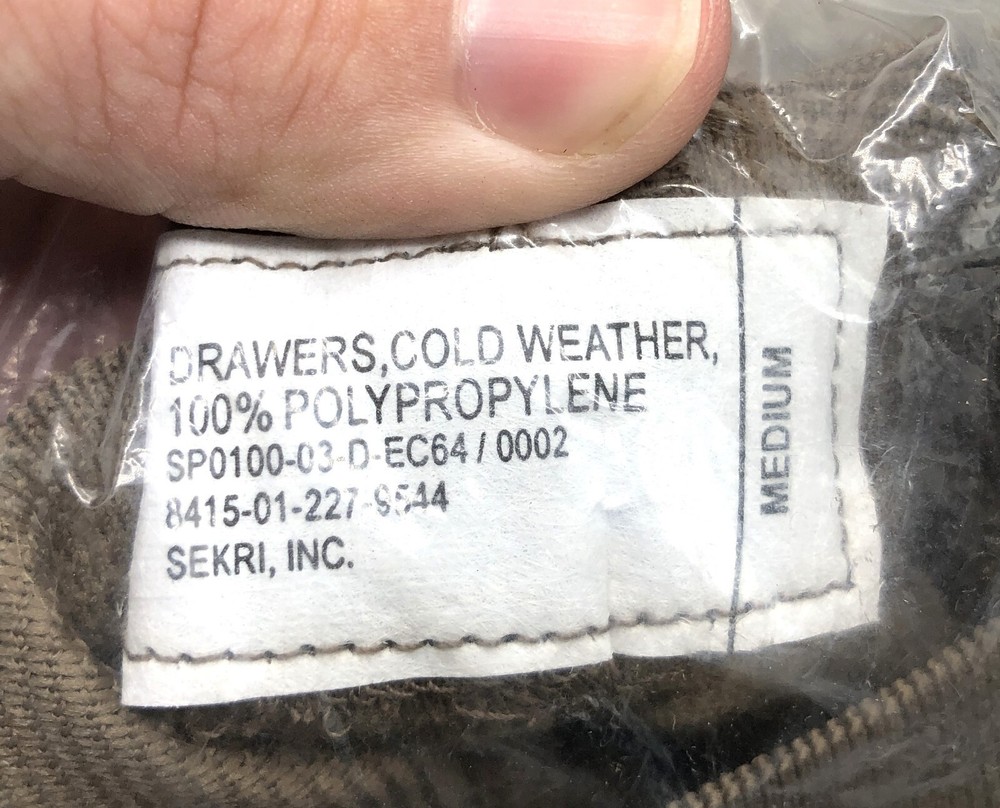 DRAWERS,COLD WEATHER,
100% POLYPROPYLENE
SP0100-03-D-EC64 / 0002
8415-01-227-9544
SEKRI, INC.
MEDIUM